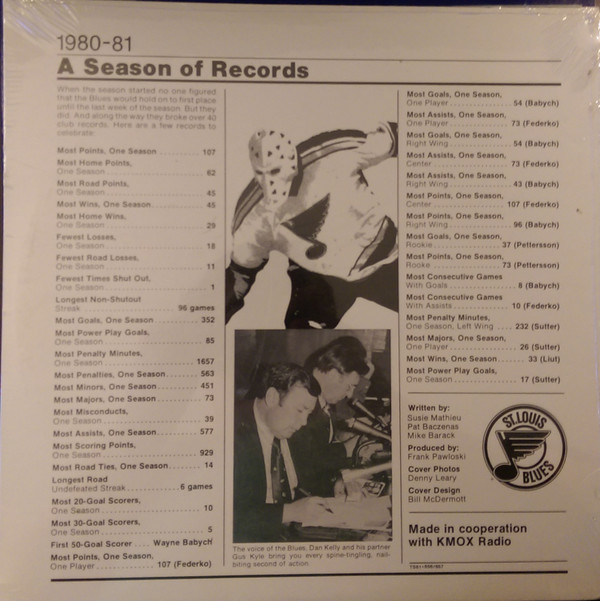 1980-81
A Season of Records
When the season started no one figured
that the Blues would hold on to first place
until the last week of the season. But they
did. And along the way they broke over 40
club records. Here are a few records to
celebrate:
Most Points, One Season .......... 107
Most Home Points,
One Season .......... 62
Most Road Points,
One Season .......... 45
Most Wins, One Season .......... 45
Most Home Wins,
One Season .......... 29
Fewest Losses,
One Season .......... 18
Fewest Road Losses,
One Season .......... 11
Fewest Times Shut Out,
One Season .......... 1
Longest Non-Shutout
Streak .......... 96 games
Most Goals, One Season .......... 352
Most Power Play Goals,
One Season .......... 85
Most Penalty Minutes,
One Season .......... 1657
Most Penalties, One Season .......... 563
Most Minors, One Season .......... 451
Most Majors, One Season .......... 73
Most Misconducts,
One Season .......... 39
Most Assists, One Season .......... 577
Most Scoring Points,
One Season .......... 929
Most Road Ties, One Season .......... 14
Longest Road
Undefeated Streak .......... 6 games
Most 20-Goal Scorers,
One Season .......... 10
Most 30-Goal Scorers,
One Season .......... 5
First 50-Goal Scorer .... Wayne Babych
Most Points, One Season,
One Player .......... 107 (Federko)
The voice of the Blues, Dan Kelly and his partner
Gus Kyle bring you every spine-tingling, nail-
biting second of action.
Most Goals, One Season,
One Player .......... 54 (Babych)
Most Assists, One Season,
One Player .......... 73 (Federko)
Most Goals, One Season,
Right Wing .......... 54 (Babych)
Most Assists, One Season,
Center .......... 73 (Federko)
Most Assists, One Season,
Right Wing .......... 43 (Babych)
Most Points, One Season,
Center .......... 107 (Federko)
Most Points, One Season,
Right Wing .......... 96 (Babych)
Most Goals, One Season,
Rookie .......... 37 (Pettersson)
Most Points, One Season,
Rooke .......... 73 (Pettersson)
Most Consecutive Games
With Goals .......... 8 (Babych)
Most Consecutive Games
With Assists .......... 10 (Federko)
Most Penalty Minutes,
One Season, Left Wing .... 232 (Sutter)
Most Majors, One Season,
One Player .......... 26 (Sutter)
Most Wins, One Season .... 33 (Liut)
Most Power Play Goals,
One Season .......... 17 (Sutter)
Written by:
Susie Mathieu
Pat Baczenas
Mike Barack
Produced by:
Frank Pawloski
Cover Photos
Denny Leary
Cover Design
Bill McDermott
ST. LOUIS
BLUES
Made in cooperation
with KMOX Radio